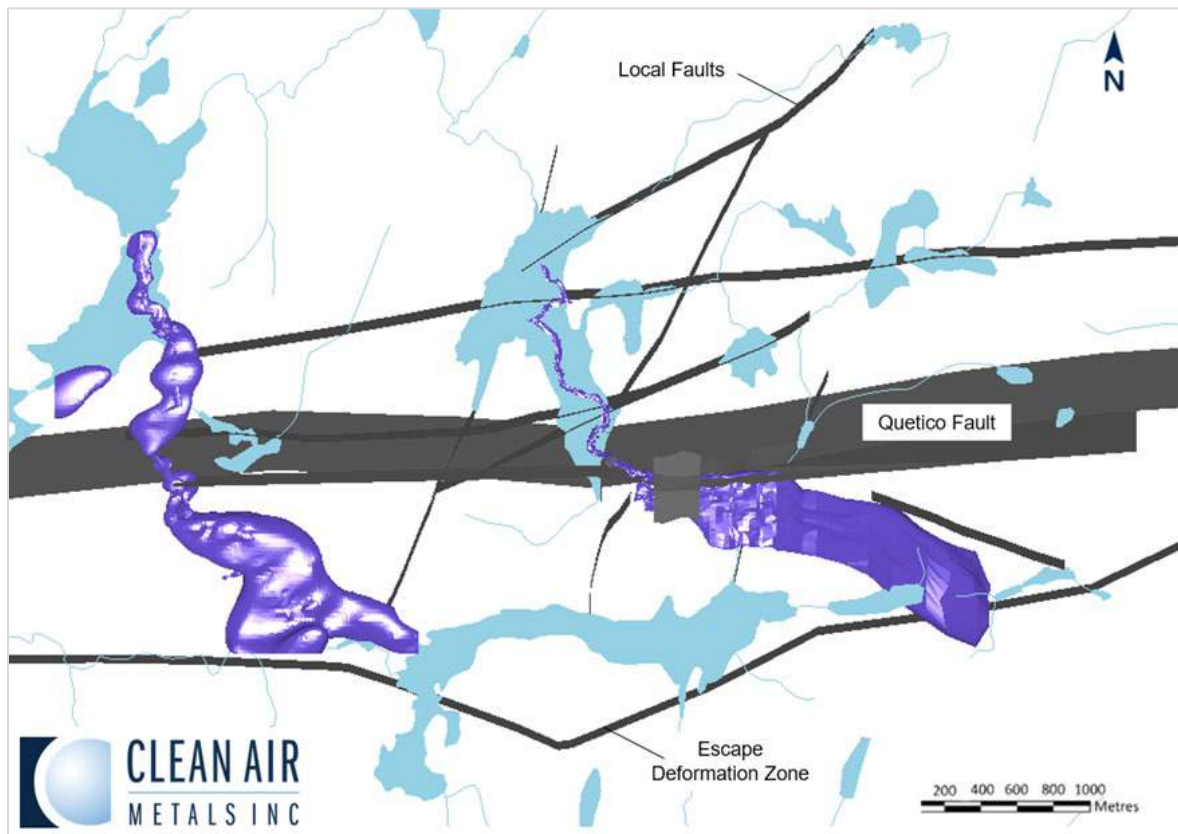 Local Faults
N
Quetico Fault
Escape
Deformation Zone
CLEAN AIR
METALS INC
200 400 600 800 1000
Metres